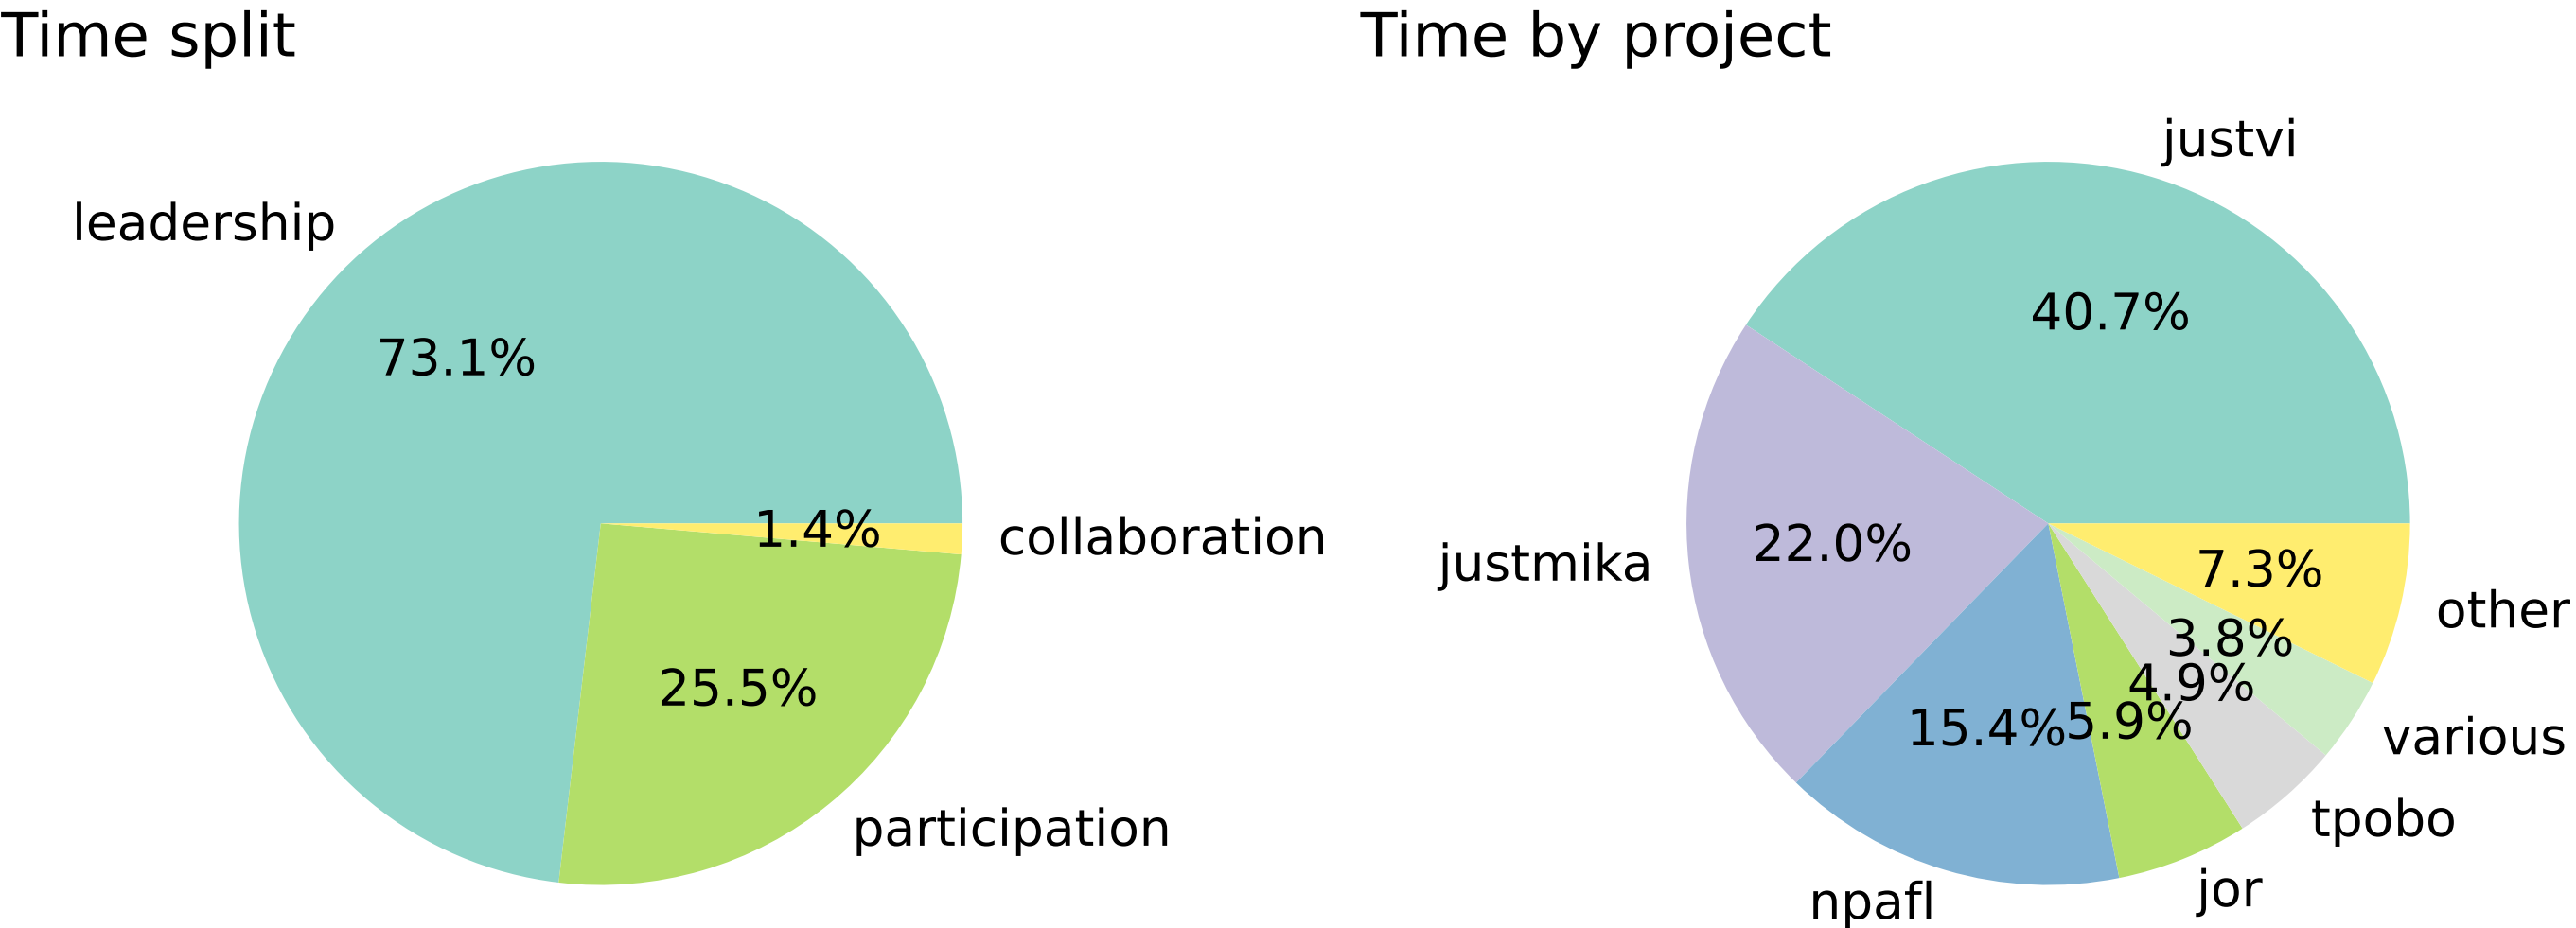 Time split
leadership
73.1%
1.4%
collaboration
25.5%
participation
Time by project
justvi
40.7%
justmika
22.0%
7.3%
other
3.8%
4.9%
15.4%
5.9%
various
tpobo
jor
npafl